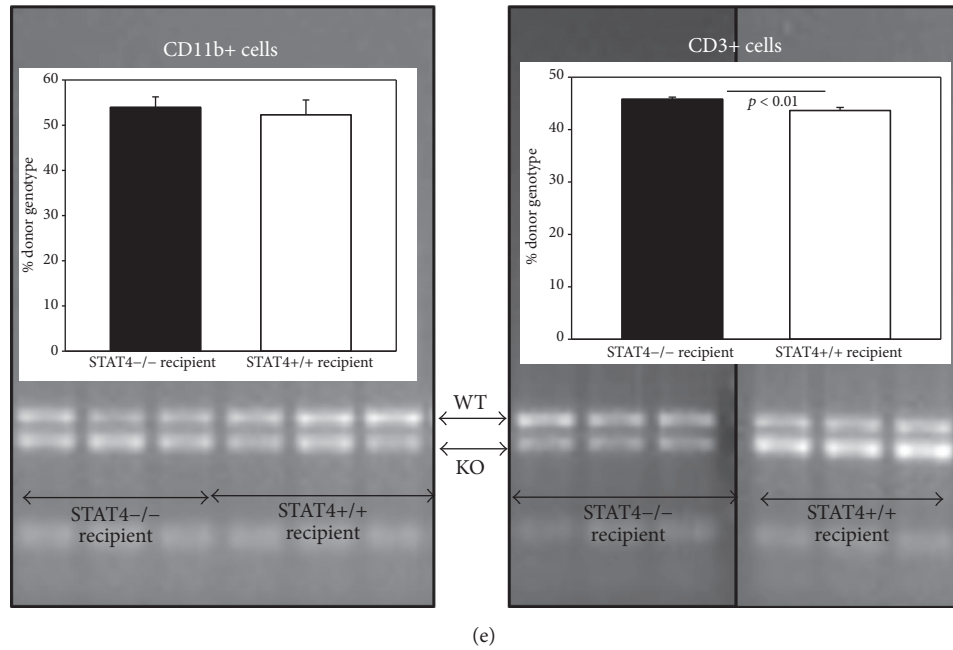 CD11b+ cells
60
50
40
30
20
10
0
% donor genotype
STAT4−/− recipient
STAT4+/+ recipient
STAT4−/−
recipient
STAT4+/+
recipient
WT
KO
CD3+ cells
50
40
30
20
10
0
% donor genotype
p < 0.01
STAT4−/− recipient
STAT4+/+ recipient
STAT4−/−
recipient
STAT4+/+
recipient
(e)